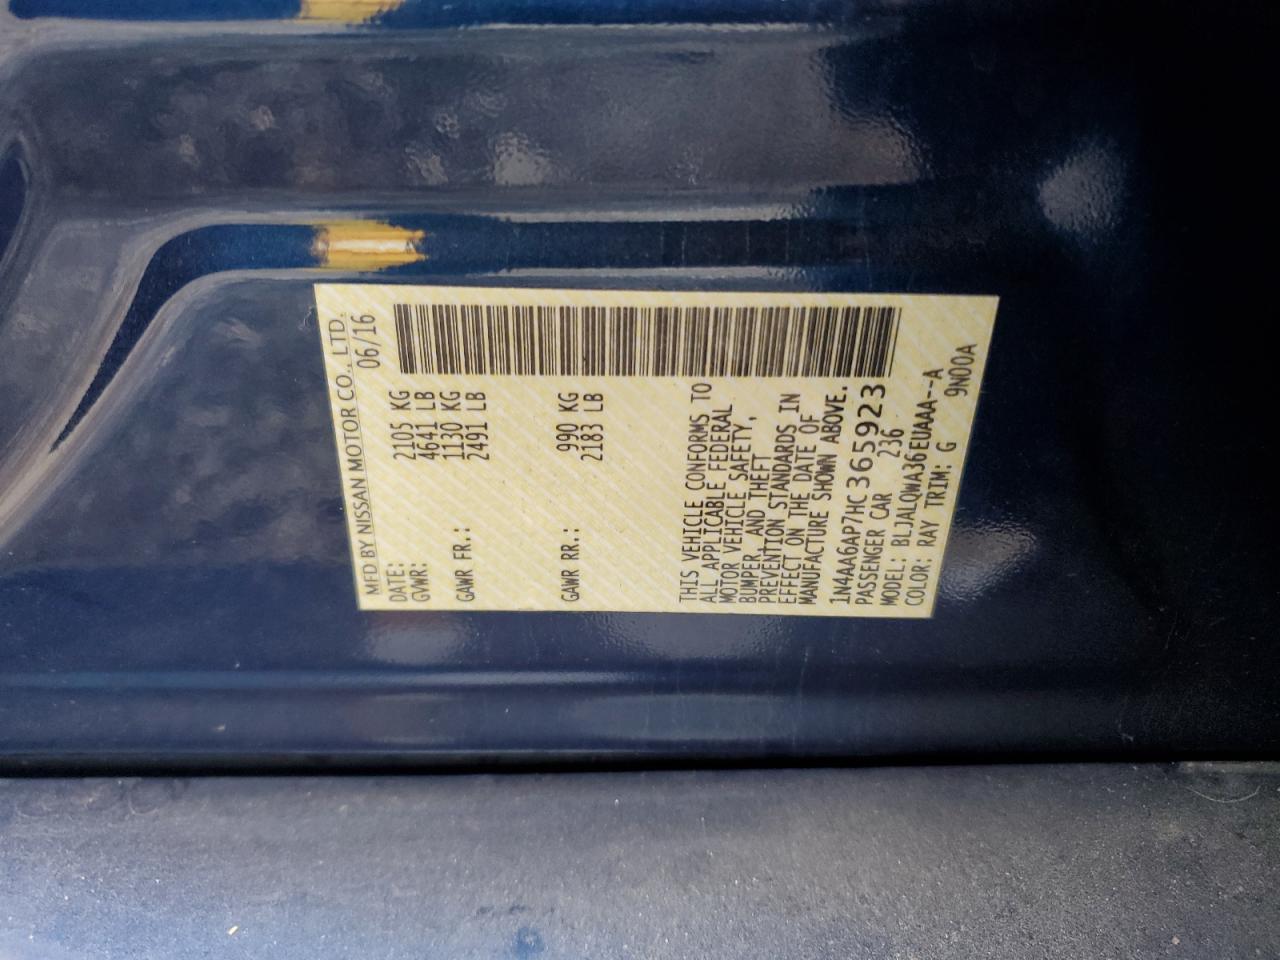 MFD BY NISSAN MOTOR CO., LTD.
DATE: 06/16
GVWR: 2105 KG
4641 LB
GAWR FR.: 1130 KG
2491 LB
GAWR RR.: 990 KG
2183 LB
THIS VEHICLE CONFORMS TO
ALL APPLICABLE FEDERAL
MOTOR VEHICLE SAFETY,
BUMPER, AND THEFT
PREVENTION STANDARDS IN
EFFECT ON THE DATE OF
MANUFACTURE SHOWN ABOVE.
1N4AA6AP7HC365923
PASSENGER CAR 236
MODEL: BLJALQWA36EUAAA--A
COLOR: RAY TRIM: G 9N00A